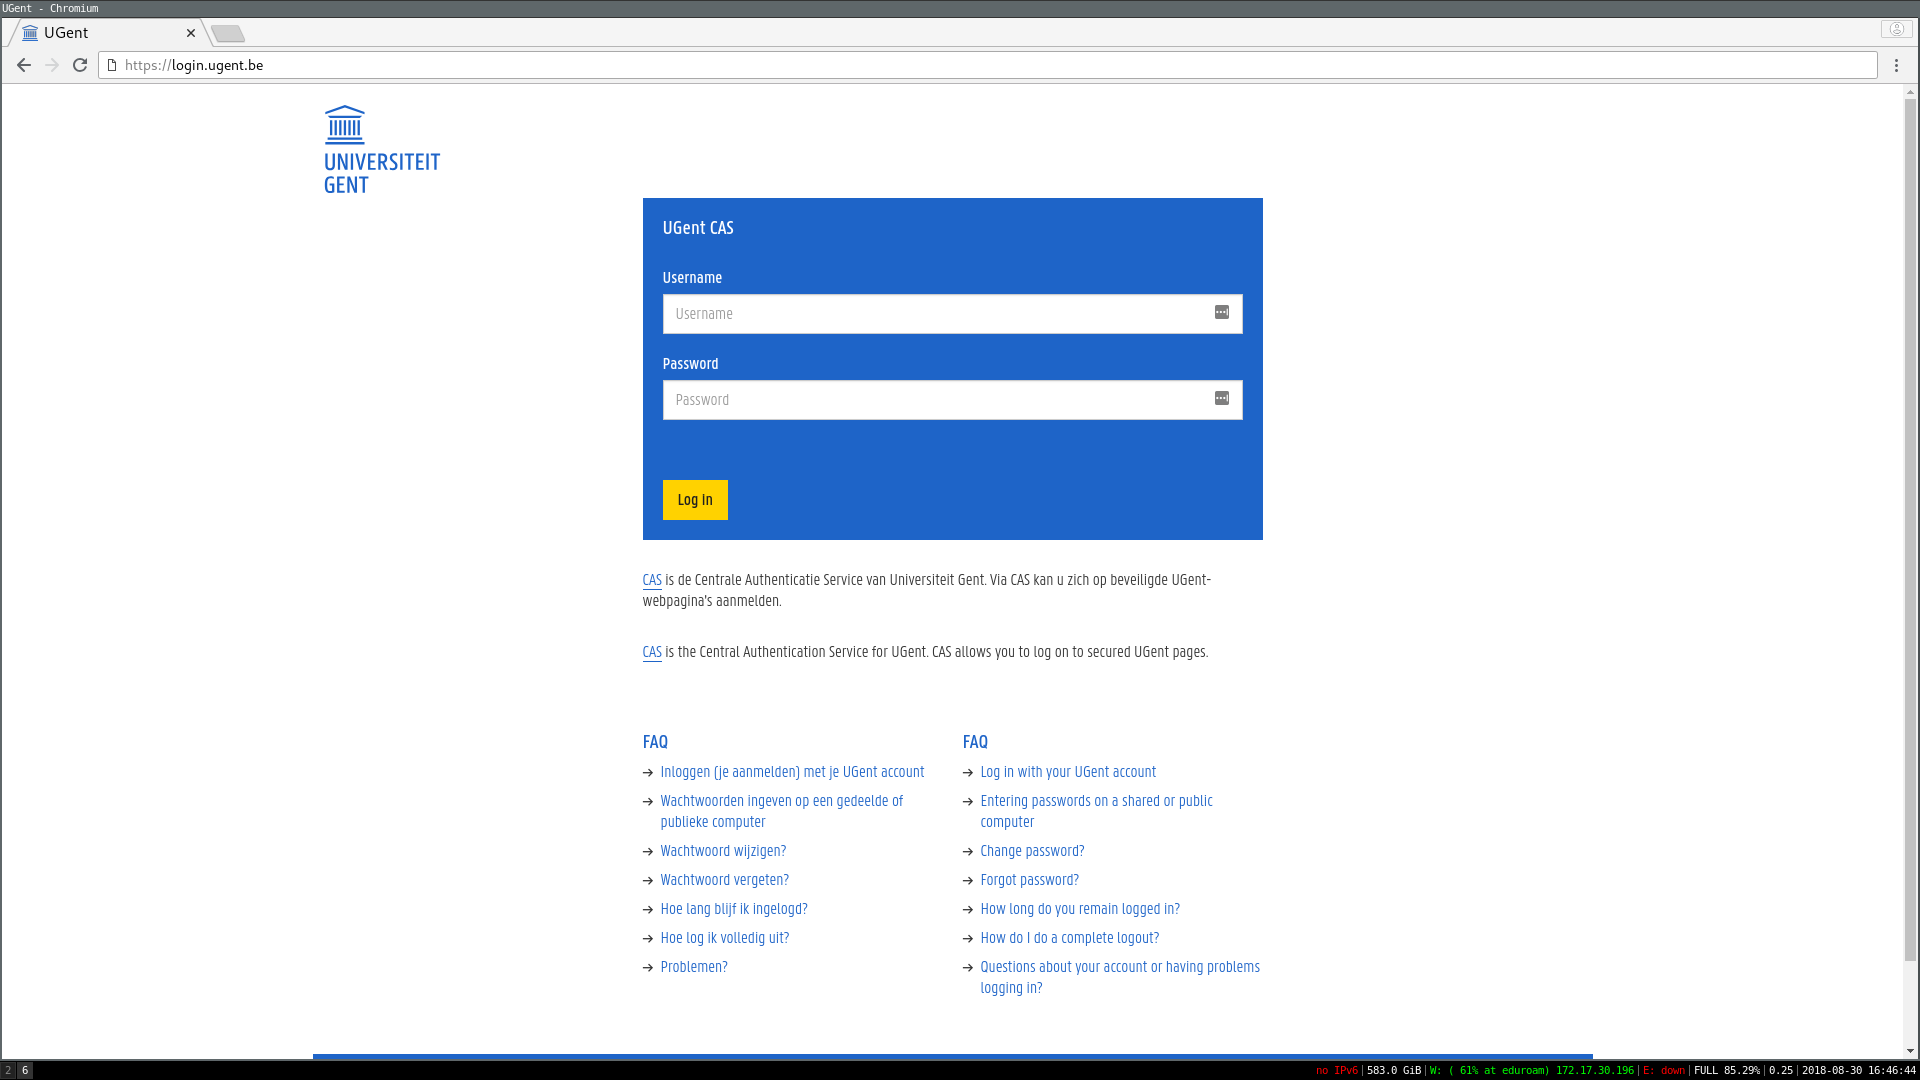 UGent - Chromium
UGent
https://login.ugent.be
UNIVERSITEIT
GENT
UGent CAS
Username
Username
Password
Password
Log in
CAS is de Centrale Authenticatie Service van Universiteit Gent. Via CAS kan u zich op beveiligde UGent-
webpagina's aanmelden.
CAS is the Central Authentication Service for UGent. CAS allows you to log on to secured UGent pages.
FAQ
Inloggen (je aanmelden) met je UGent account
Wachtwoorden ingeven op een gedeelde of
publieke computer
Wachtwoord wijzigen?
Wachtwoord vergeten?
Hoe lang blijf ik ingelogd?
Hoe log ik volledig uit?
Problemen?
FAQ
Log in with your UGent account
Entering passwords on a shared or public
computer
Change password?
Forgot password?
How long do you remain logged in?
How do I do a complete logout?
Questions about your account or having problems
logging in?
2 6
no IPv6|583.0 GiB|W: ( 61% at eduroam) 172.17.30.196|E: down|FULL 85.29%|0.25|2018-08-30 16:46:44